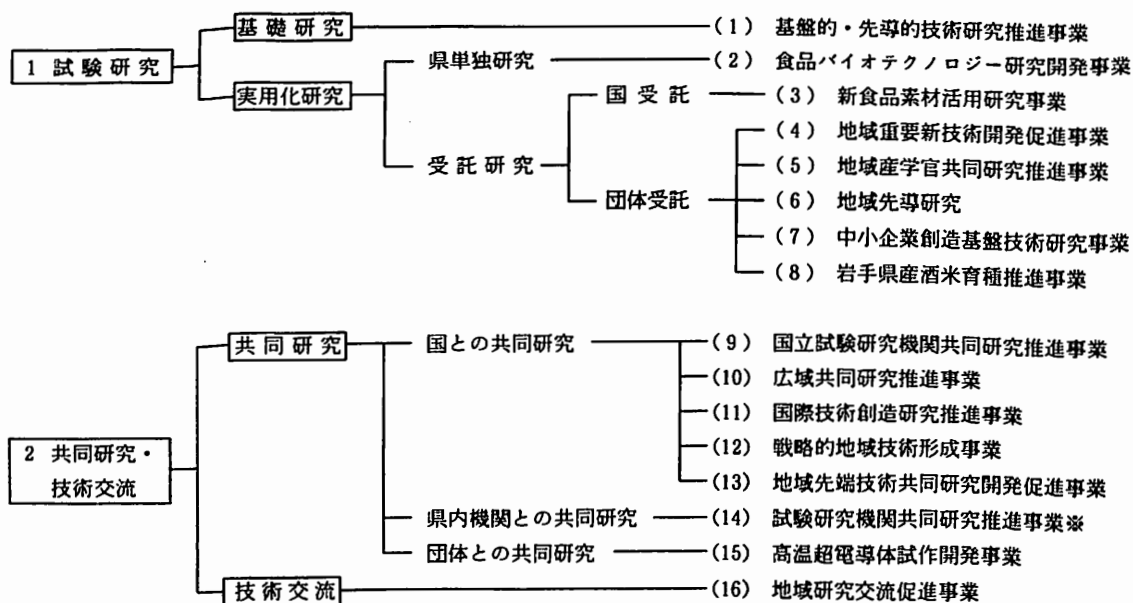 基礎研究 (1) 基盤的・先導的技術研究推進事業
1 試験研究 県単独研究 (2) 食品バイオテクノロジー研究開発事業
実用化研究 国受託 (3) 新食品素材活用研究事業
(4) 地域重要新技術開発促進事業
受託研究 (5) 地域産学官共同研究推進事業
団体受託 (6) 地域先導研究
(7) 中小企業創造基盤技術研究事業
(8) 岩手県産酒米育種推進事業
共同研究 国との共同研究 (9) 国立試験研究機関共同研究推進事業
(10) 広域共同研究推進事業
(11) 国際技術創造研究推進事業
2 共同研究・ (12) 戦略的地域技術形成事業
技術交流 (13) 地域先端技術共同研究開発促進事業
県内機関との共同研究 (14) 試験研究機関共同研究推進事業※
団体との共同研究 (15) 高温超電導体試作開発事業
技術交流 (16) 地域研究交流促進事業